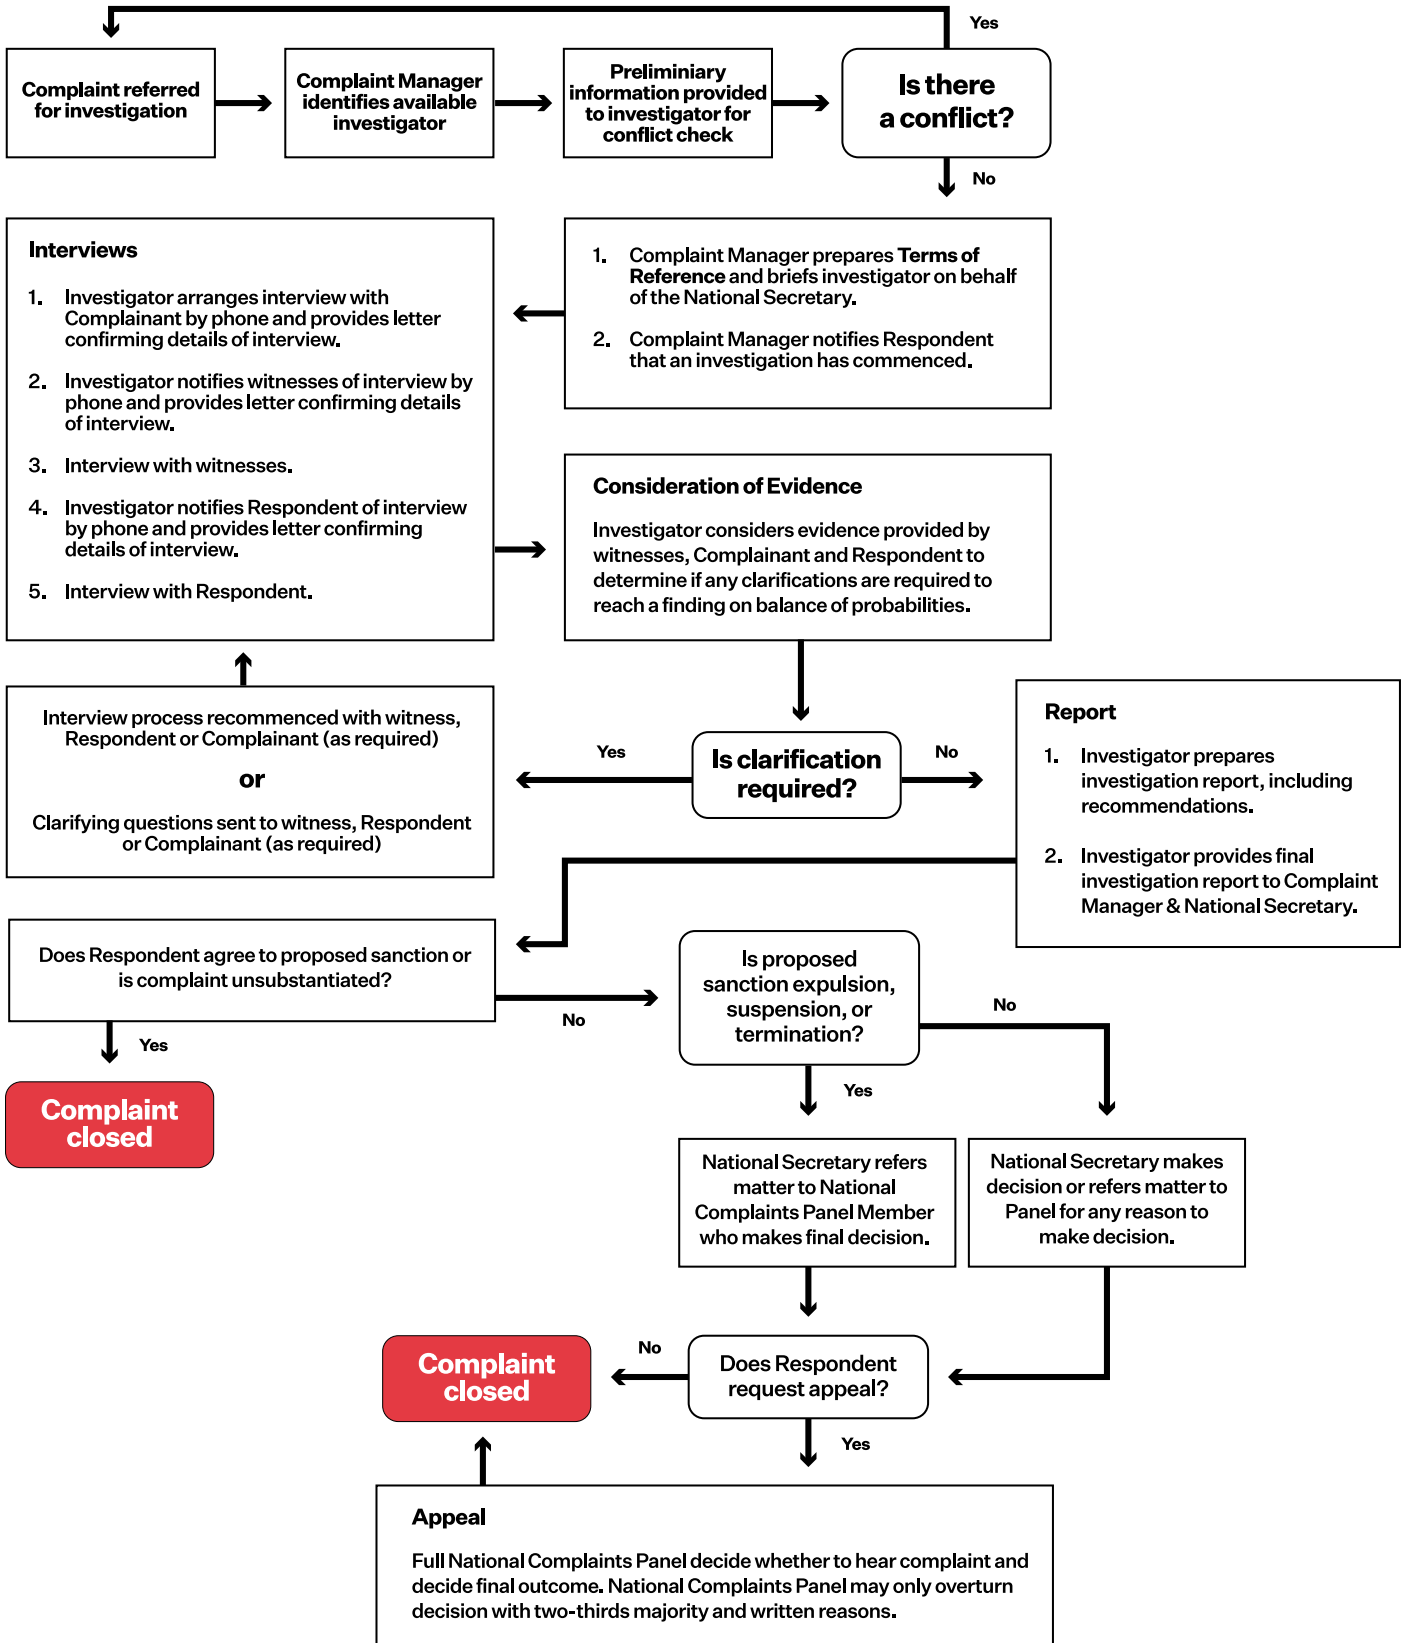 Yes
Complaint referred
for investigation
Complaint Manager
identifies available
investigator
Preliminiary
information provided
to investigator for
conflict check
Is there
a conflict?
No
Interviews
1. Investigator arranges interview with
Complainant by phone and provides letter
confirming details of interview.
2. Investigator notifies witnesses of interview by
phone and provides letter confirming details
of interview.
3. Interview with witnesses.
4. Investigator notifies Respondent of interview
by phone and provides letter confirming
details of interview.
5. Interview with Respondent.
1. Complaint Manager prepares Terms of
Reference and briefs investigator on behalf
of the National Secretary.
2. Complaint Manager notifies Respondent
that an investigation has commenced.
Consideration of Evidence
Investigator considers evidence provided by
witnesses, Complainant and Respondent to
determine if any clarifications are required to
reach a finding on balance of probabilities.
Interview process recommenced with witness,
Respondent or Complainant (as required)
or
Clarifying questions sent to witness, Respondent
or Complainant (as required)
Yes
Is clarification
required?
No
Report
1. Investigator prepares
investigation report, including
recommendations.
2. Investigator provides final
investigation report to Complaint
Manager & National Secretary.
Does Respondent agree to proposed sanction or
is complaint unsubstantiated?
No
Yes
Complaint
closed
Is proposed
sanction expulsion,
suspension, or
termination?
No
Yes
National Secretary refers
matter to National
Complaints Panel Member
who makes final decision.
National Secretary makes
decision or refers matter to
Panel for any reason to
make decision.
Complaint
closed
No
Does Respondent
request appeal?
Yes
Appeal
Full National Complaints Panel decide whether to hear complaint and
decide final outcome. National Complaints Panel may only overturn
decision with two-thirds majority and written reasons.